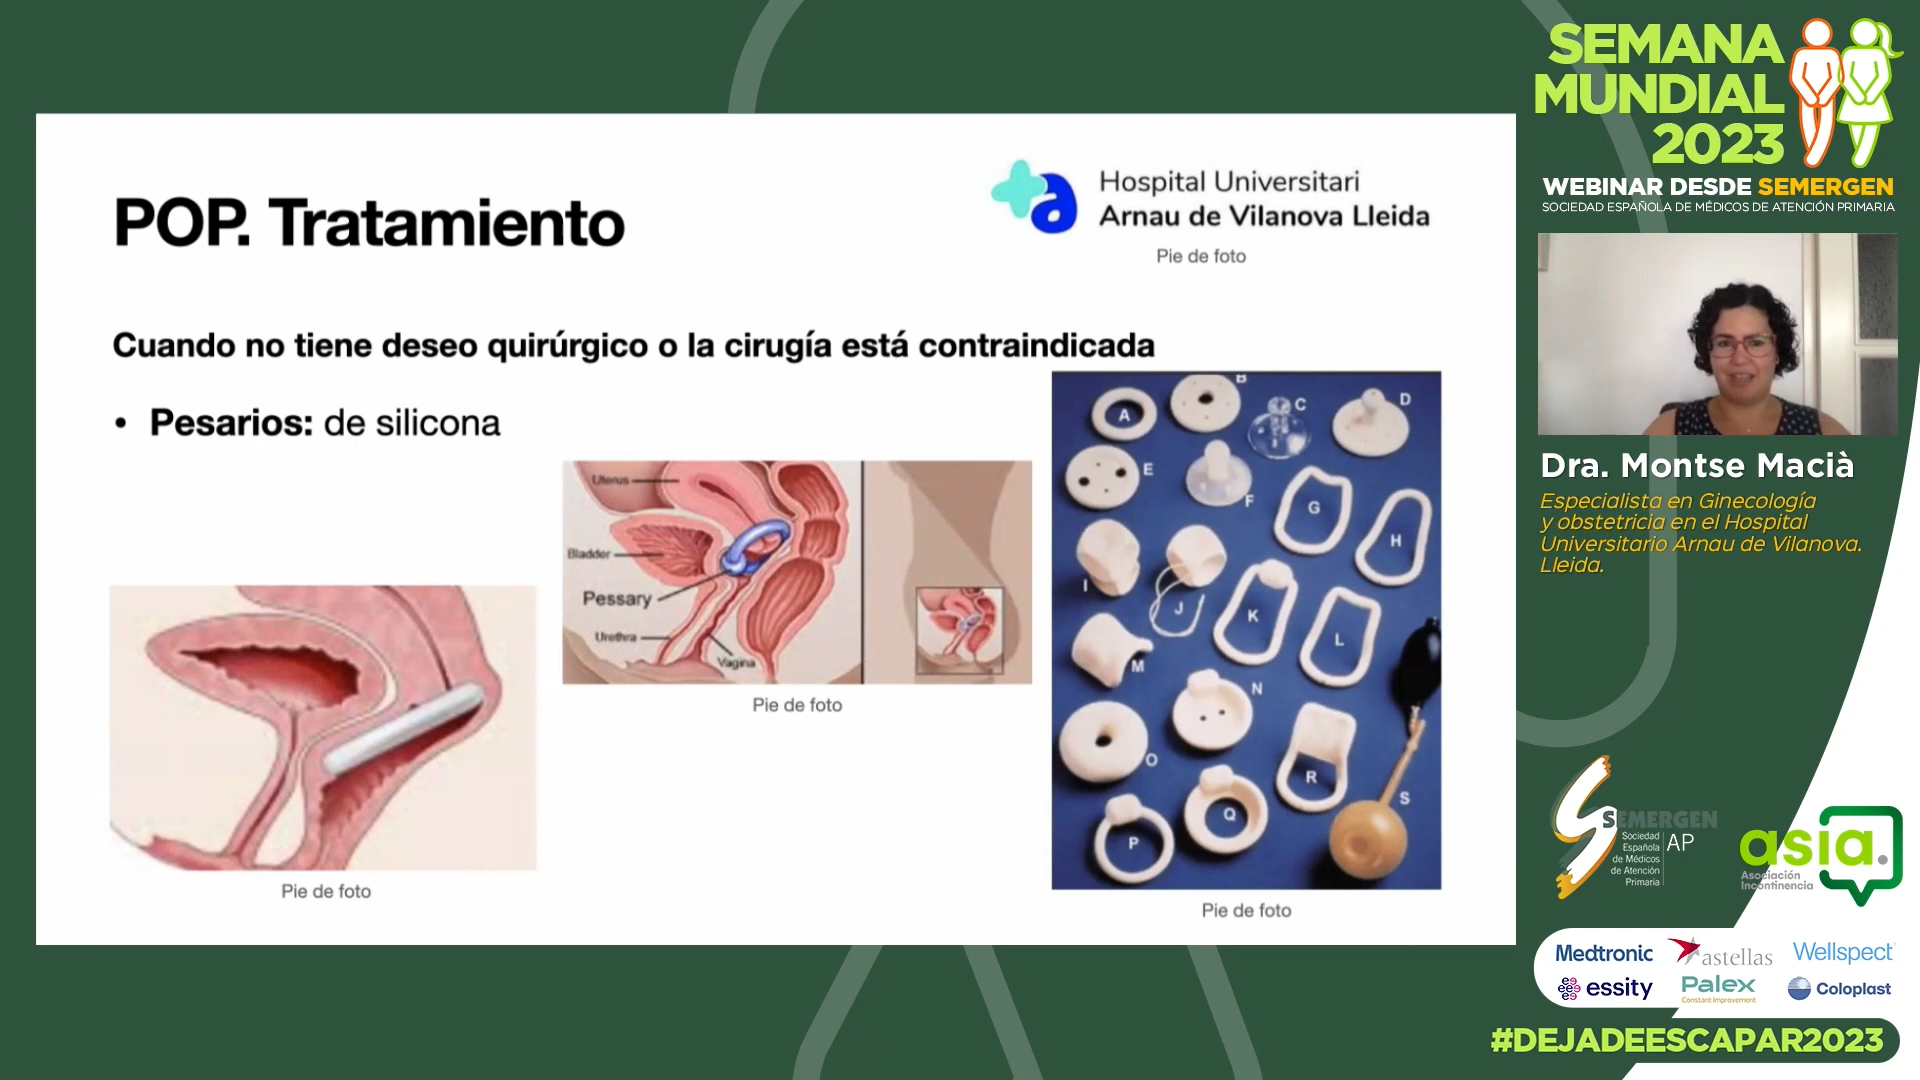 POP. Tratamiento
Hospital Universitari
Arnau de Vilanova Lleida
Pie de foto
Cuando no tiene deseo quirúrgico o la cirugía está contraindicada
• Pesarios: de silicona
Uterus
Bladder
Pessary
Urethra
Vagina
Pie de foto
Pie de foto
A
B
C
D
E
F
G
H
I
J
K
L
M
N
O
R
S
P
Q
Pie de foto
SEMANA
MUNDIAL
2023
WEBINAR DESDE SEMERGEN
SOCIEDAD ESPAÑOLA DE MÉDICOS DE ATENCIÓN PRIMARIA
Dra. Montse Macià
Especialista en Ginecología
y obstetricia en el Hospital
Universitario Arnau de Vilanova.
Lleida.
SEMERGEN
Sociedad
Española
de Médicos
de Atención
Primaria
AP
asia.
Asociación
Incontinencia
Medtronic
astellas
Wellspect
essity
Palex
Constant improvement
Coloplast
#DEJADEESCAPAR2023